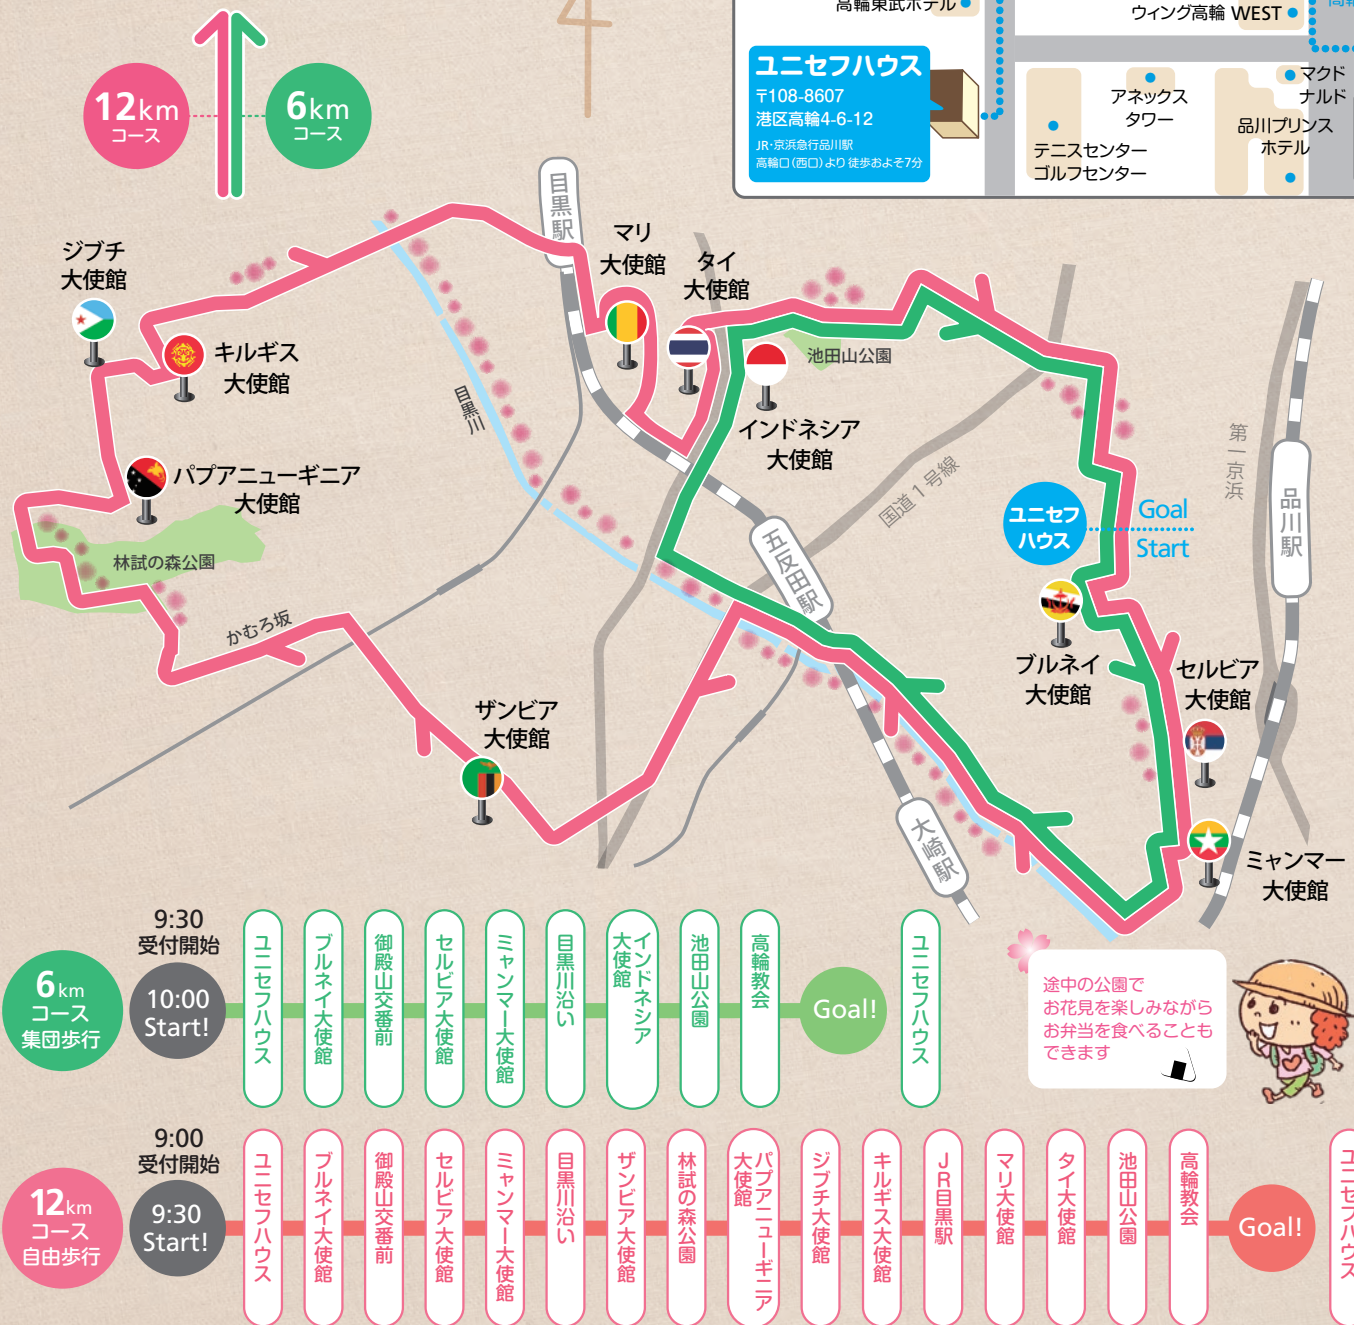 高輪東武ホテル
ウィング高輪 WEST
ユニセフハウス
〒108-8607
港区高輪4-6-12
JR・京浜急行品川駅
高輪口(西口)より 徒歩およそ7分
マクド
ナルド
アネックス
タワー
品川プリンス
ホテル
テニスセンター
ゴルフセンター
12km
コース
6km
コース
目黒駅
マリ
大使館
タイ
大使館
ジブチ
大使館
キルギス
大使館
池田山公園
目黒川
インドネシア
大使館
パプアニューギニア
大使館
国道1号線
第一京浜
品川駅
ユニセフ
ハウス
Goal
Start
林試の森公園
五反田駅
かむろ坂
ブルネイ
大使館
セルビア
大使館
ザンビア
大使館
大崎駅
ミャンマー
大使館
6km
コース
集団歩行
9:30
受付開始
10:00
Start!
ユニセフハウス
ブルネイ大使館
御殿山交番前
セルビア大使館
ミャンマー大使館
目黒川沿い
インドネシア
大使館
池田山公園
高輪教会
Goal!
ユニセフハウス
途中の公園で
お花見を楽しみながら
お弁当を食べることも
できます
12km
コース
自由歩行
9:00
受付開始
9:30
Start!
ユニセフハウス
ブルネイ大使館
御殿山交番前
セルビア大使館
ミャンマー大使館
目黒川沿い
ザンビア大使館
林試の森公園
パプアニューギニア
大使館
ジブチ大使館
キルギス大使館
JR目黒駅
マリ大使館
タイ大使館
池田山公園
高輪教会
Goal!
ユニセフハウス